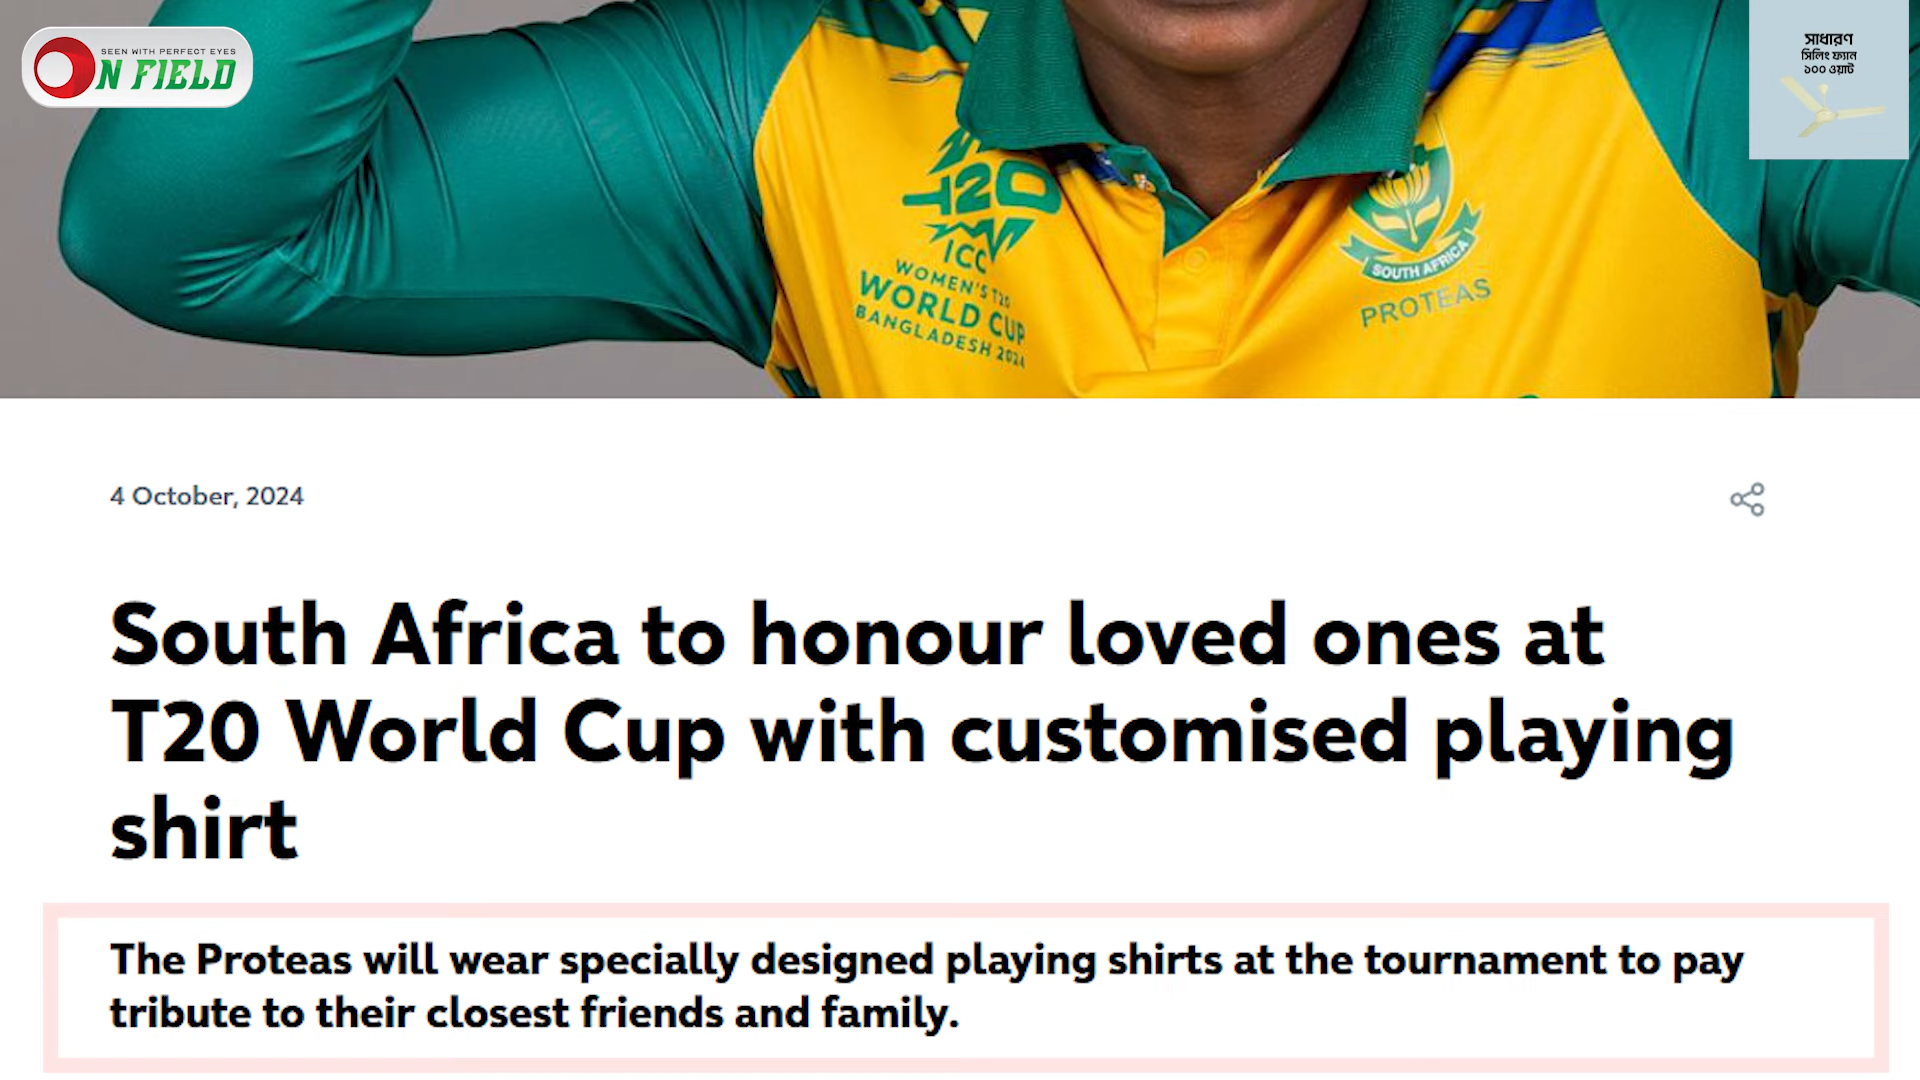 SEEN WITH PERFECT EYES
ON FIELD
সাধারণ
সিলিং ফ্যান
১০০ ওয়াট
T20
ICC
WOMEN'S T20
WORLD CUP
BANGLADESH 2024
SOUTH AFRICA
PROTEAS
4 October, 2024
South Africa to honour loved ones at
T20 World Cup with customised playing
shirt
The Proteas will wear specially designed playing shirts at the tournament to pay
tribute to their closest friends and family.